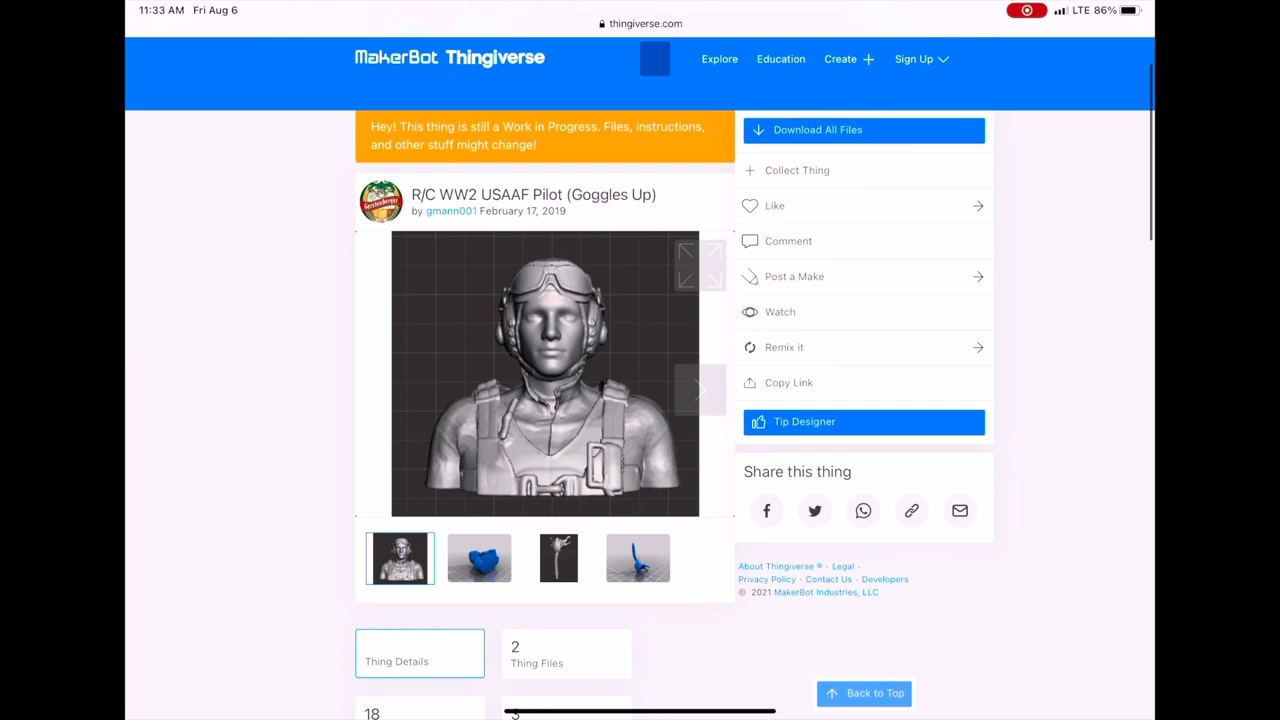 11:33 AM Fri Aug 6
LTE 86%
thingiverse.com
MakerBot Thingiverse
Explore
Education
Create
Sign Up
Hey! This thing is still a Work in Progress. Files, instructions,
and other stuff might change!
R/C WW2 USAAF Pilot (Goggles Up)
by gmann001 February 17, 2019
Download All Files
Collect Thing
Like
Comment
Post a Make
Watch
Remix it
Copy Link
Tip Designer
Share this thing
About Thingiverse ® · Legal ·
Privacy Policy · Contact Us · Developers
© 2021 MakerBot Industries, LLC
Thing Details
2
Thing Files
18
Back to Top